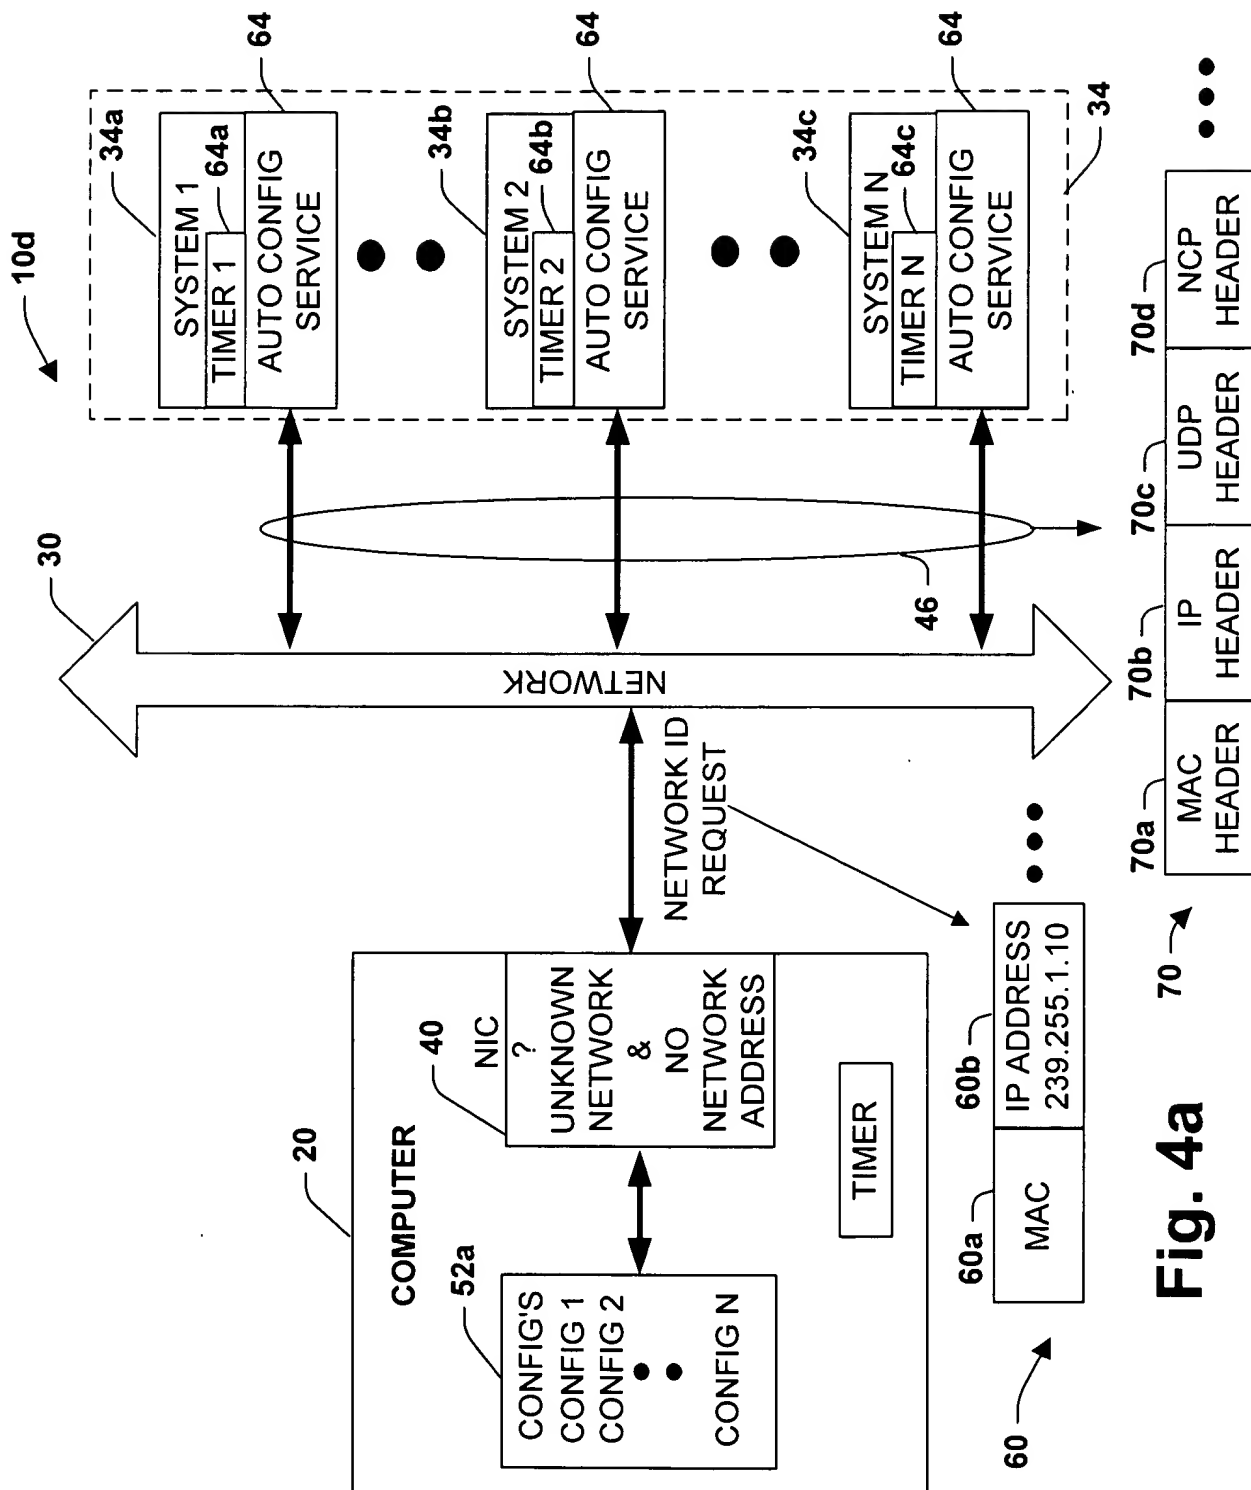 10d
20
COMPUTER
52a
CONFIG'S
CONFIG 1
CONFIG 2
CONFIG N
40
NIC
?
UNKNOWN
NETWORK
&
NO
NETWORK
ADDRESS
TIMER
30
NETWORK
NETWORK ID
REQUEST
46
34a
SYSTEM 1
TIMER 1
64a
AUTO CONFIG
SERVICE
64
34b
SYSTEM 2
TIMER 2
64b
AUTO CONFIG
SERVICE
64
34c
SYSTEM N
TIMER N
64c
AUTO CONFIG
SERVICE
64
34
60
60a
MAC
60b
IP ADDRESS
239.255.1.10
70
70a
MAC
HEADER
70b
IP
HEADER
70c
UDP
HEADER
70d
NCP
HEADER
Fig. 4a